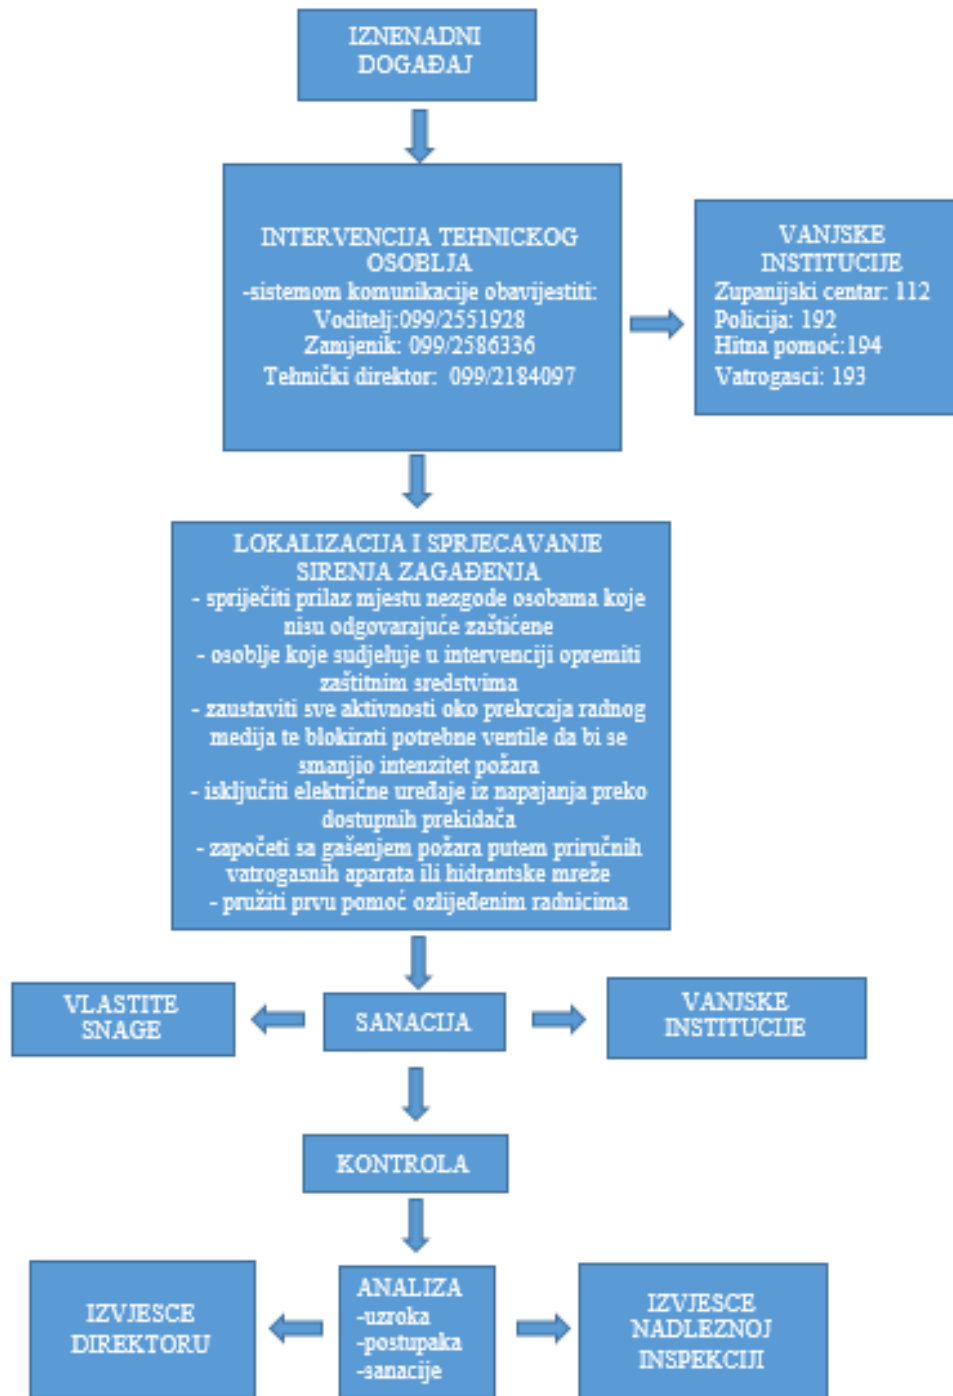 IZNENADNI
DOGAĐAJ
INTERVENCIJA TEHNICKOG
OSOBLJA
-sistemom komunikacije obavijestiti:
Voditelj:099/2551928
Zamjenik: 099/2586336
Tehnički direktor: 099/2184097
VANJSKE
INSTITUCIJE
Zupanijski centar: 112
Policija: 192
Hitna pomoć:194
Vatrogasci: 193
LOKALIZACIJA I SPRJECAVANJE
SIRENJA ZAGAĐENJA
- spriječiti prilaz mjestu nezgode osobama koje
nisu odgovarajuće zaštićene
- osoblje koje sudjeluje u intervenciji opremiti
zaštitnim sredstvima
- zaustaviti sve aktivnosti oko prekrcaja radnog
medija te blokirati potrebne ventile da bi se
smanjio intenzitet požara
- isključiti električne uređaje iz napajanja preko
dostupnih prekidača
- započeti sa gašenjem požara putem priručnih
vatrogasnih aparata ili hidrantske mreže
- pružiti prvu pomoć ozlijeđenim radnicima
VLASTITE
SNAGE
SANACIJA
VANJSKE
INSTITUCIJE
KONTROLA
IZVJESCE
DIREKTORU
ANALIZA
-uzroka
-postupaka
-sanacije
IZVJESCE
NADLEZNOJ
INSPEKCIJI